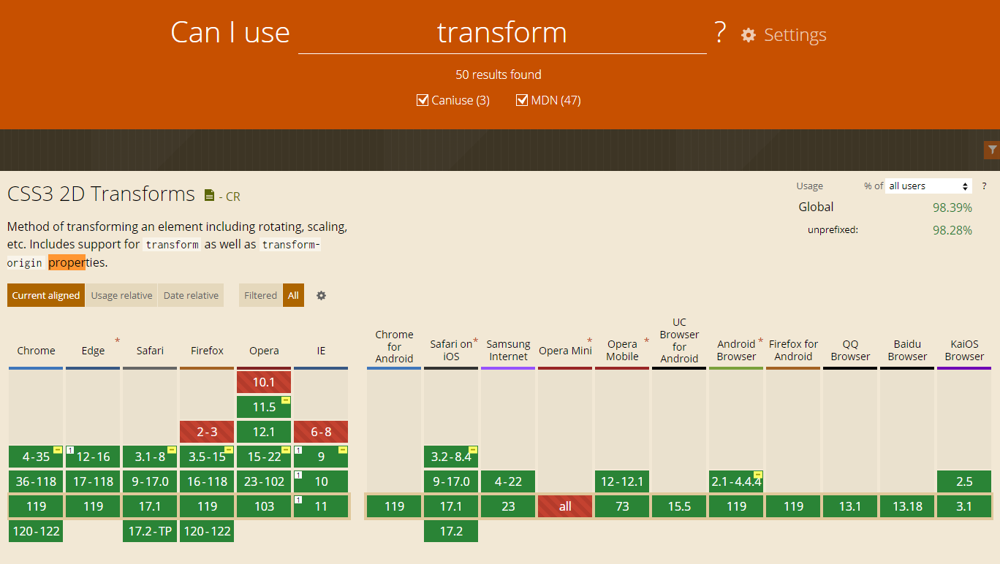 Can I use transform ? Settings
50 results found
Caniuse (3) MDN (47)
CSS3 2D Transforms - CR
Usage % of all users ?
Global 98.39%
unprefixed: 98.28%
Method of transforming an element including rotating, scaling,
etc. Includes support for transform as well as transform-
origin properties.
Current aligned Usage relative Date relative Filtered All
Chrome Edge * Safari Firefox Opera IE
Chrome for Android Safari on iOS * Samsung Internet Opera Mini * Opera Mobile * UC Browser for Android Android Browser * Firefox for Android QQ Browser Baidu Browser KaiOS Browser
10.1
11.5
2-3 12.1 6-8
4-35 1 12-16 3.1-8 3.5-15 15-22 1 9 3.2-8.4
36-118 17-118 9-17.0 16-118 23-102 1 10 9-17.0 4-22 12-12.1 2.1-4.4.4 2.5
119 119 17.1 119 103 1 11 119 17.1 23 all 73 15.5 119 119 13.1 13.18 3.1
120-122 17.2-TP 120-122 17.2